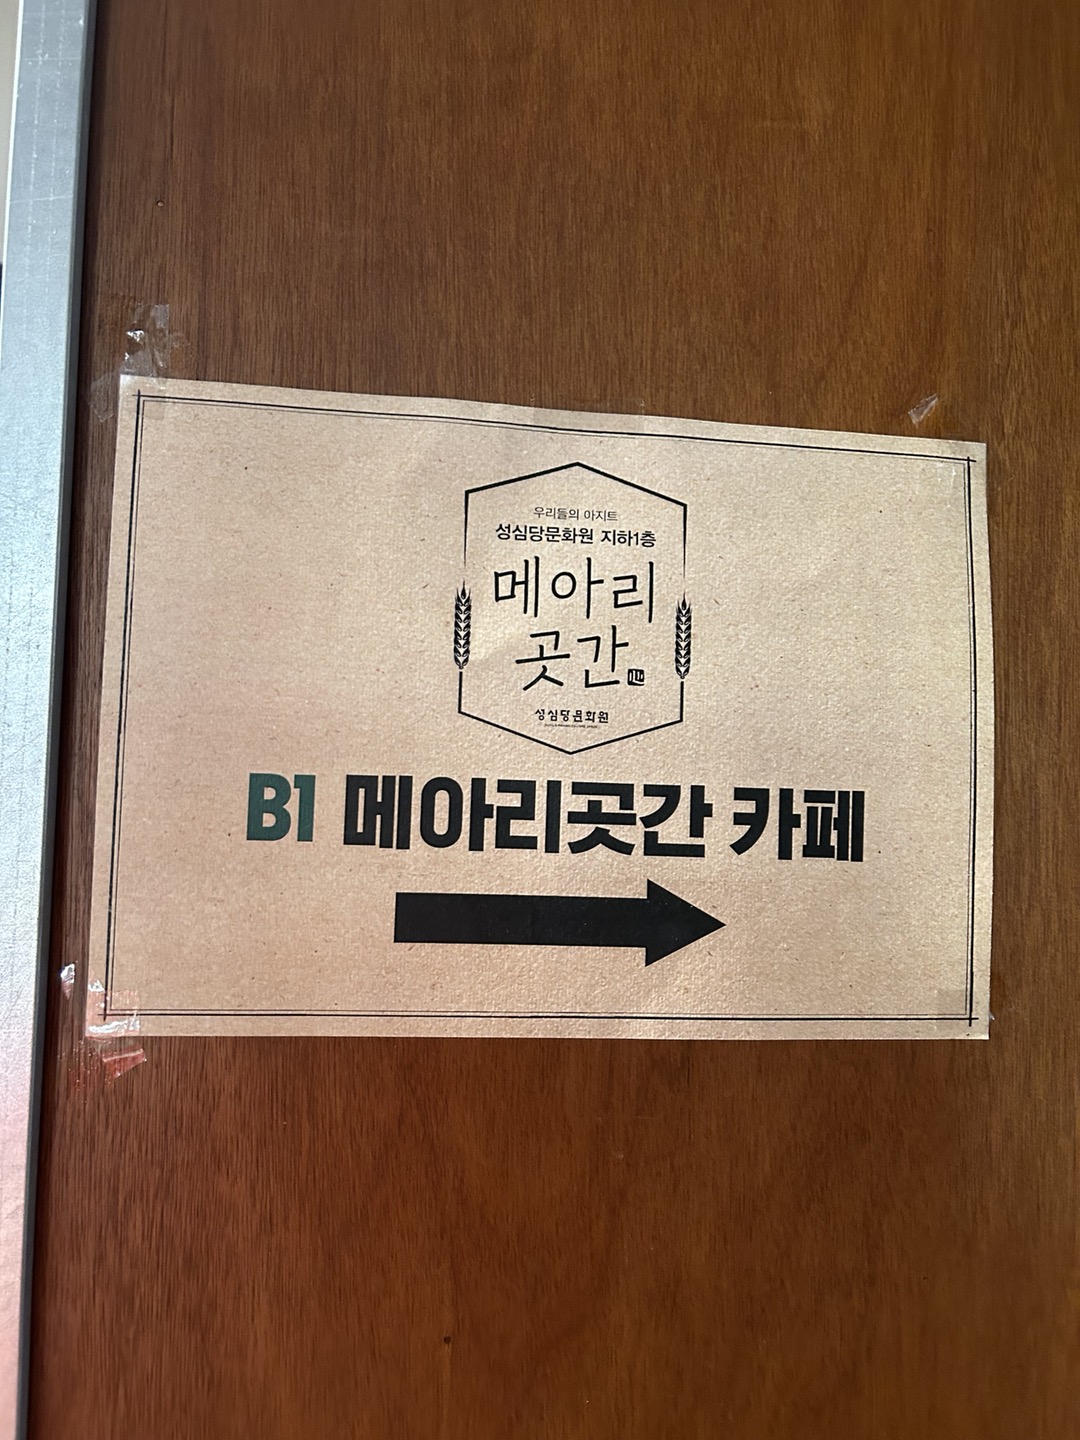 우리들의 아지트
성심당문화원 지하1층
메아리
곳간
성심당문화원
B1 메아리곳간 카페